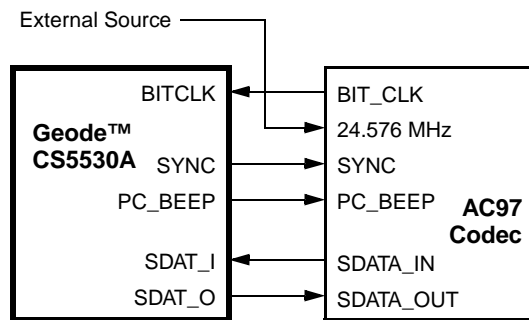 External Source
Geode™
CS5530A
BITCLK
SYNC
PC_BEEP
SDAT_I
SDAT_O
BIT_CLK
24.576 MHz
SYNC
PC_BEEP
SDATA_IN
SDATA_OUT
AC97
Codec